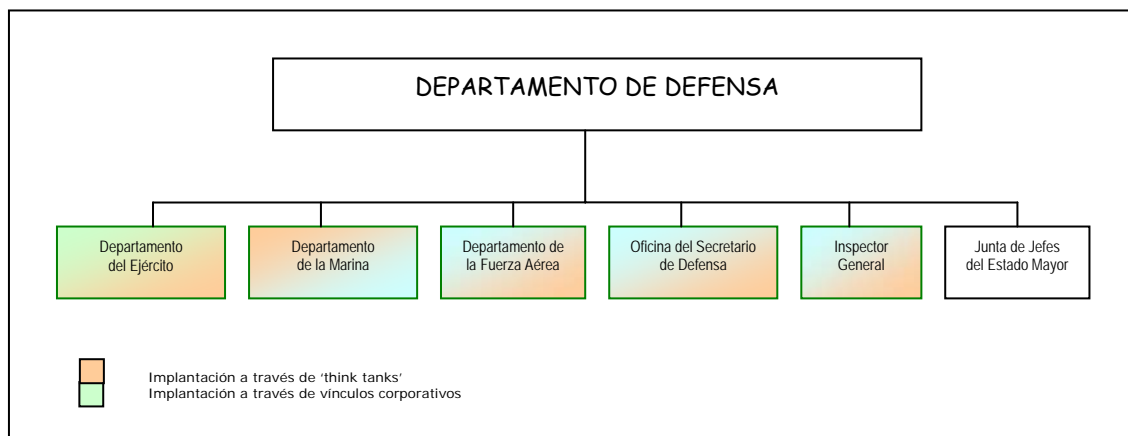 DEPARTAMENTO DE DEFENSA
Departamento
del Ejército
Departamento
de la Marina
Departamento de
la Fuerza Aérea
Oficina del Secretario
de Defensa
Inspector
General
Junta de Jefes
del Estado Mayor
Implantación a través de ‘think tanks’
Implantación a través de vínculos corporativos